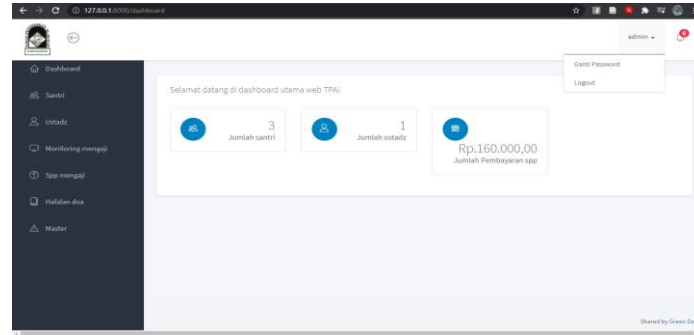 127.0.0.1:8000/dashboard
admin
Ganti Password
Logout
Dashboard
Santri
Ustadz
Monitoring mengaji
Spp mengaji
Hafalan doa
Master
Selamat datang di dashboard utama web TPA!
3
Jumlah santri
1
Jumlah ustadz
Rp.160.000,00
Jumlah Pembayaran spp
Shared by Green De